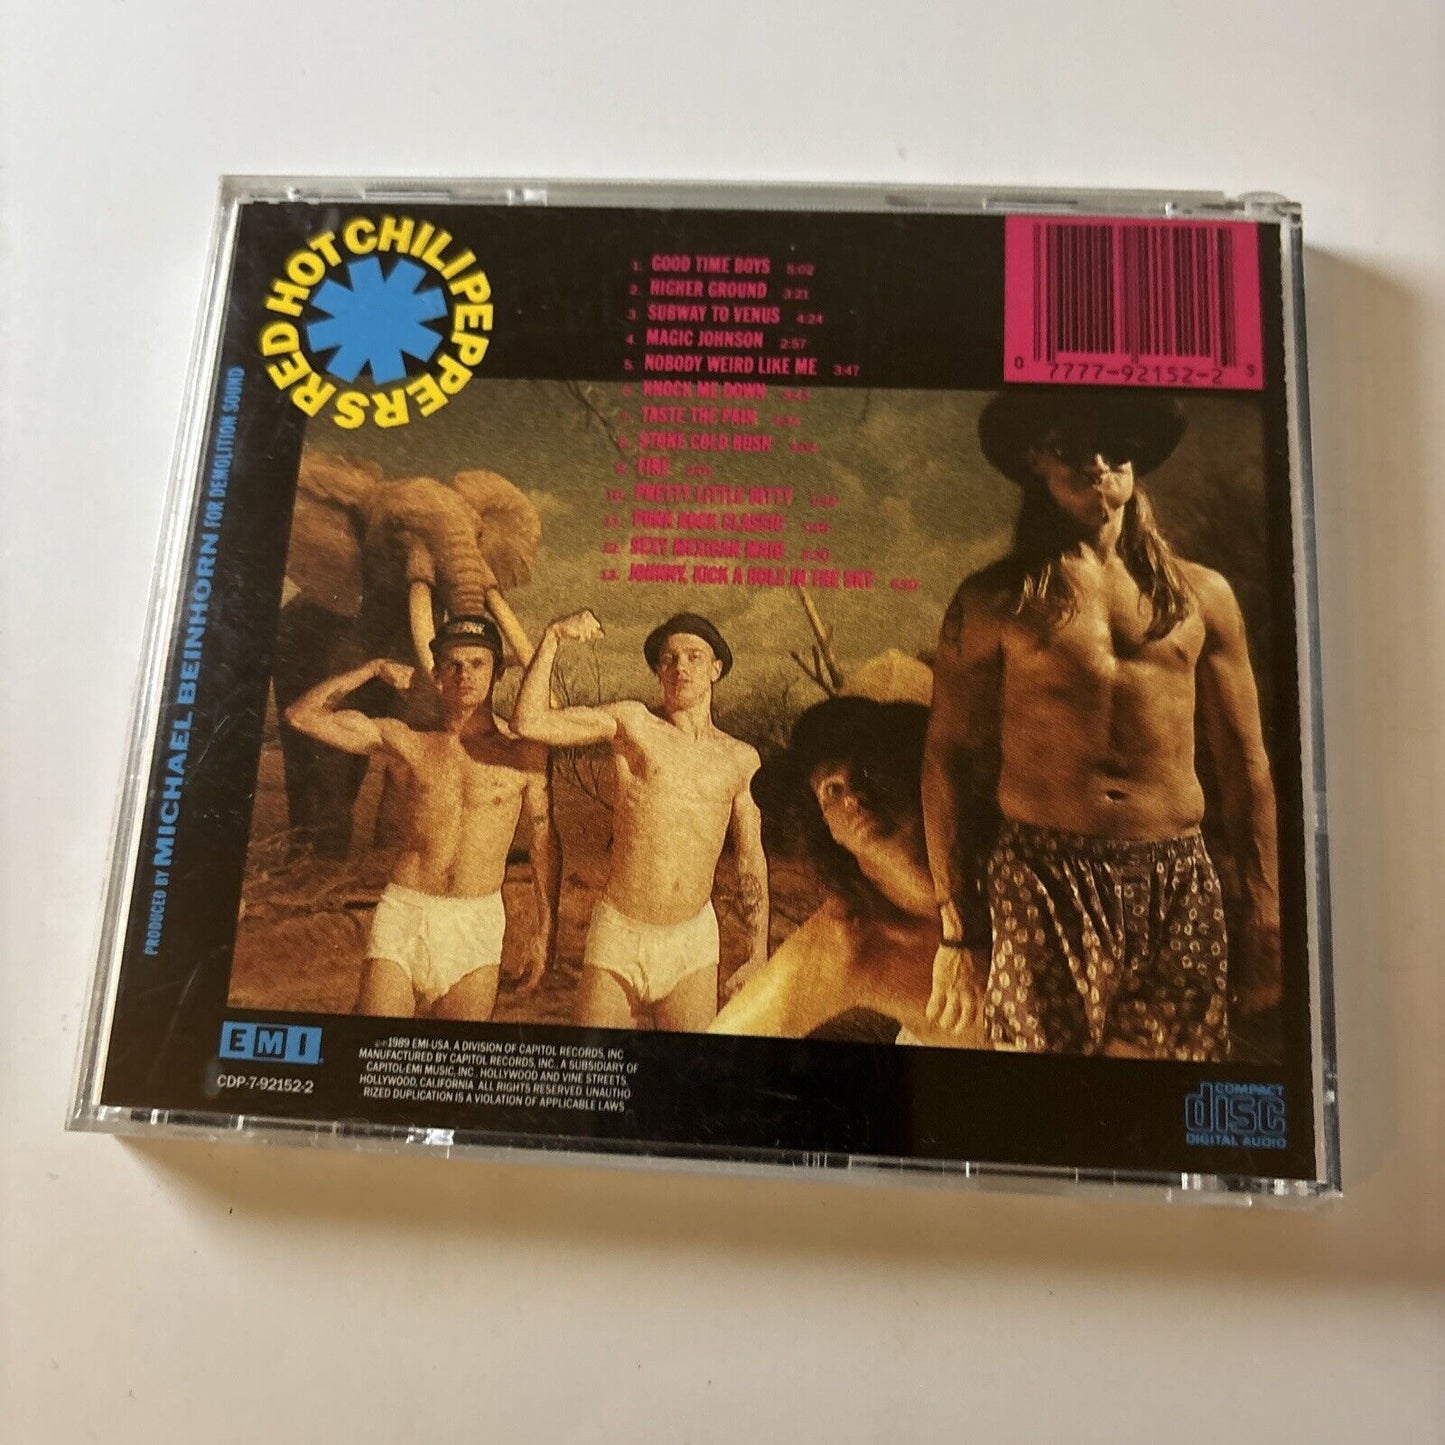 RED HOT CHILI PEPPERS
1. GOOD TIME BOYS 5:02
2. HIGHER GROUND 3:21
3. SUBWAY TO VENUS 4:24
4. MAGIC JOHNSON 2:57
5. NOBODY WEIRD LIKE ME 3:47
6. KNOCK ME DOWN 3:43
7. TASTE THE PAIN
8. STONE COLD BUSH
9. FIRE
10. PRETTY LITTLE DITTY
11. PUNK ROCK CLASSIC
12. SEXY MEXICAN MAID
13. JOHNNY, KICK A HOLE IN THE SKY
0 7777-92152-2 3
PRODUCED BY MICHAEL BEINHORN FOR DEMOLITION SOUND
EMI
CDP-7-92152-2
1989 EMI-USA, A DIVISION OF CAPITOL RECORDS, INC
MANUFACTURED BY CAPITOL RECORDS, INC., A SUBSIDIARY OF
CAPITOL-EMI MUSIC, INC. HOLLYWOOD AND VINE STREETS,
HOLLYWOOD, CALIFORNIA. ALL RIGHTS RESERVED. UNAUTHO
RIZED DUPLICATION IS A VIOLATION OF APPLICABLE LAWS
COMPACT
disc
DIGITAL AUDIO